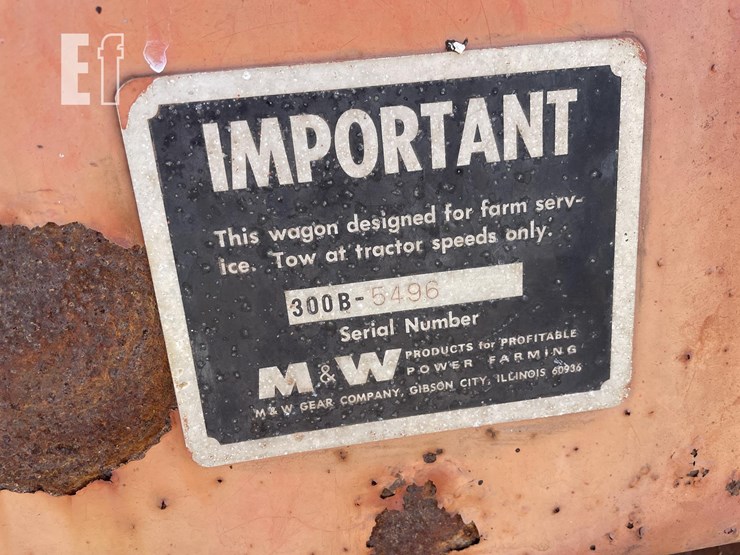 Ef
IMPORTANT
This wagon designed for farm serv-
ice. Tow at tractor speeds only.
300B-5496
Serial Number
M & W PRODUCTS for PROFITABLE
POWER FARMING
M & W GEAR COMPANY, GIBSON CITY, ILLINOIS 60936